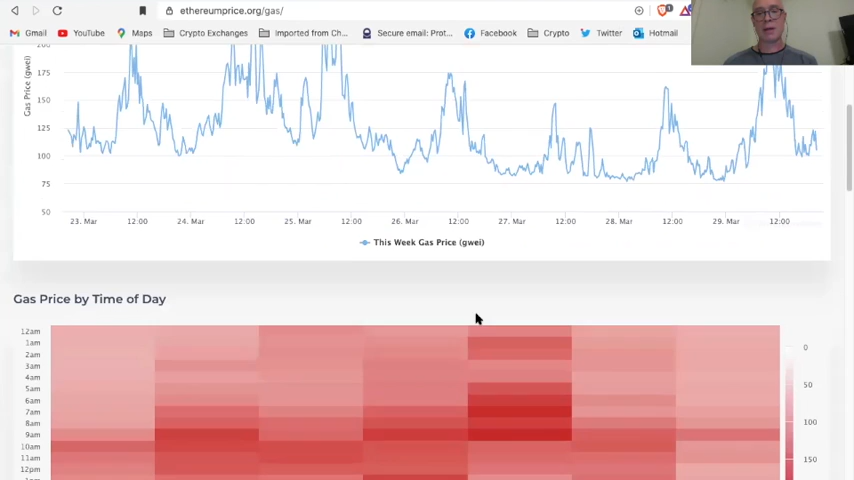 ethereumprice.org/gas/
Gmail YouTube Maps Crypto Exchanges Imported from Ch... Secure email: Prot... Facebook Crypto Twitter Hotmail
Gas Price (gwei)
200
175
150
125
100
75
50
23. Mar 12:00 24. Mar 12:00 25. Mar 12:00 26. Mar 12:00 27. Mar 12:00 28. Mar 12:00 29. Mar 12:00
This Week Gas Price (gwei)
Gas Price by Time of Day
12am
1am
2am
3am
4am
5am
6am
7am
8am
9am
10am
11am
12pm
0
50
100
150